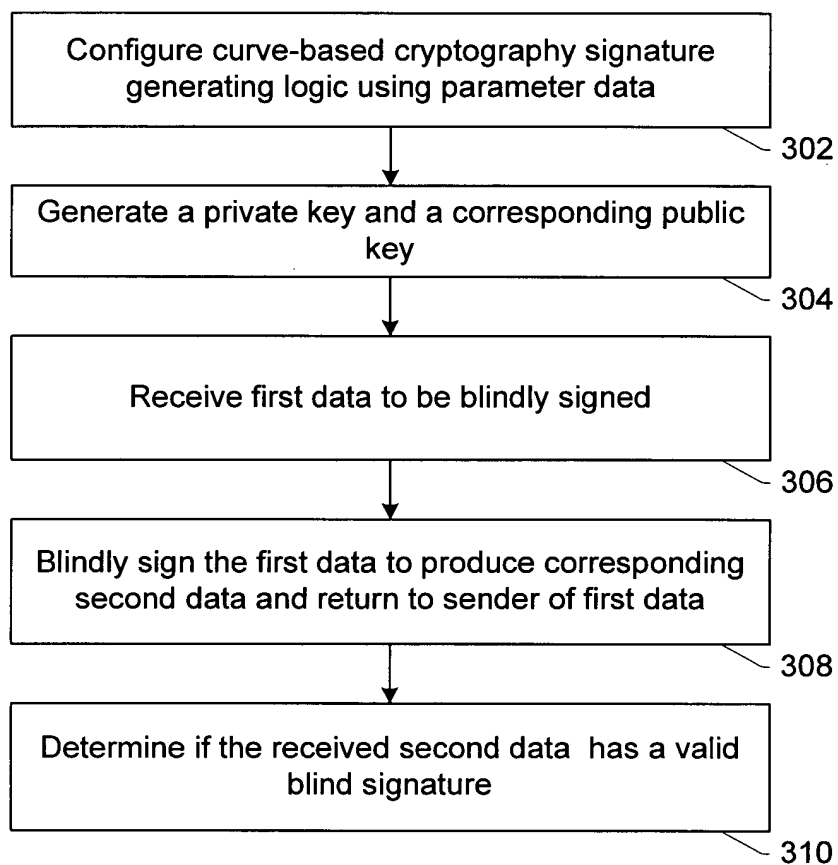 Configure curve-based cryptography signature
generating logic using parameter data
302
Generate a private key and a corresponding public
key
304
Receive first data to be blindly signed
306
Blindly sign the first data to produce corresponding
second data and return to sender of first data
308
Determine if the received second data has a valid
blind signature
310